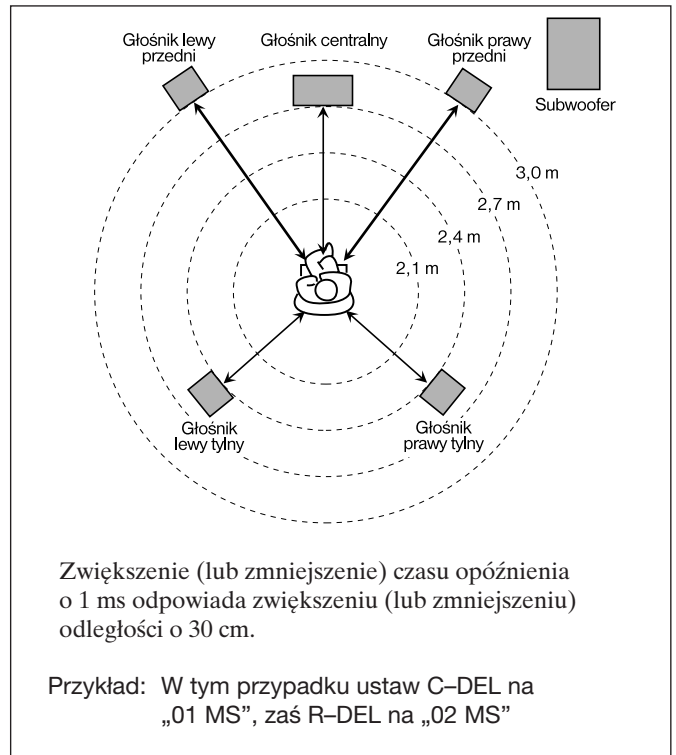 Głośnik lewy
przedni
Głośnik centralny
Głośnik prawy
przedni
Subwoofer
3,0 m
2,7 m
2,4 m
2,1 m
Głośnik
lewy tylny
Głośnik
prawy tylny
Zwiększenie (lub zmniejszenie) czasu opóźnienia
o 1 ms odpowiada zwiększeniu (lub zmniejszeniu)
odległości o 30 cm.
Przykład: W tym przypadku ustaw C–DEL na
„01 MS”, zaś R–DEL na „02 MS”